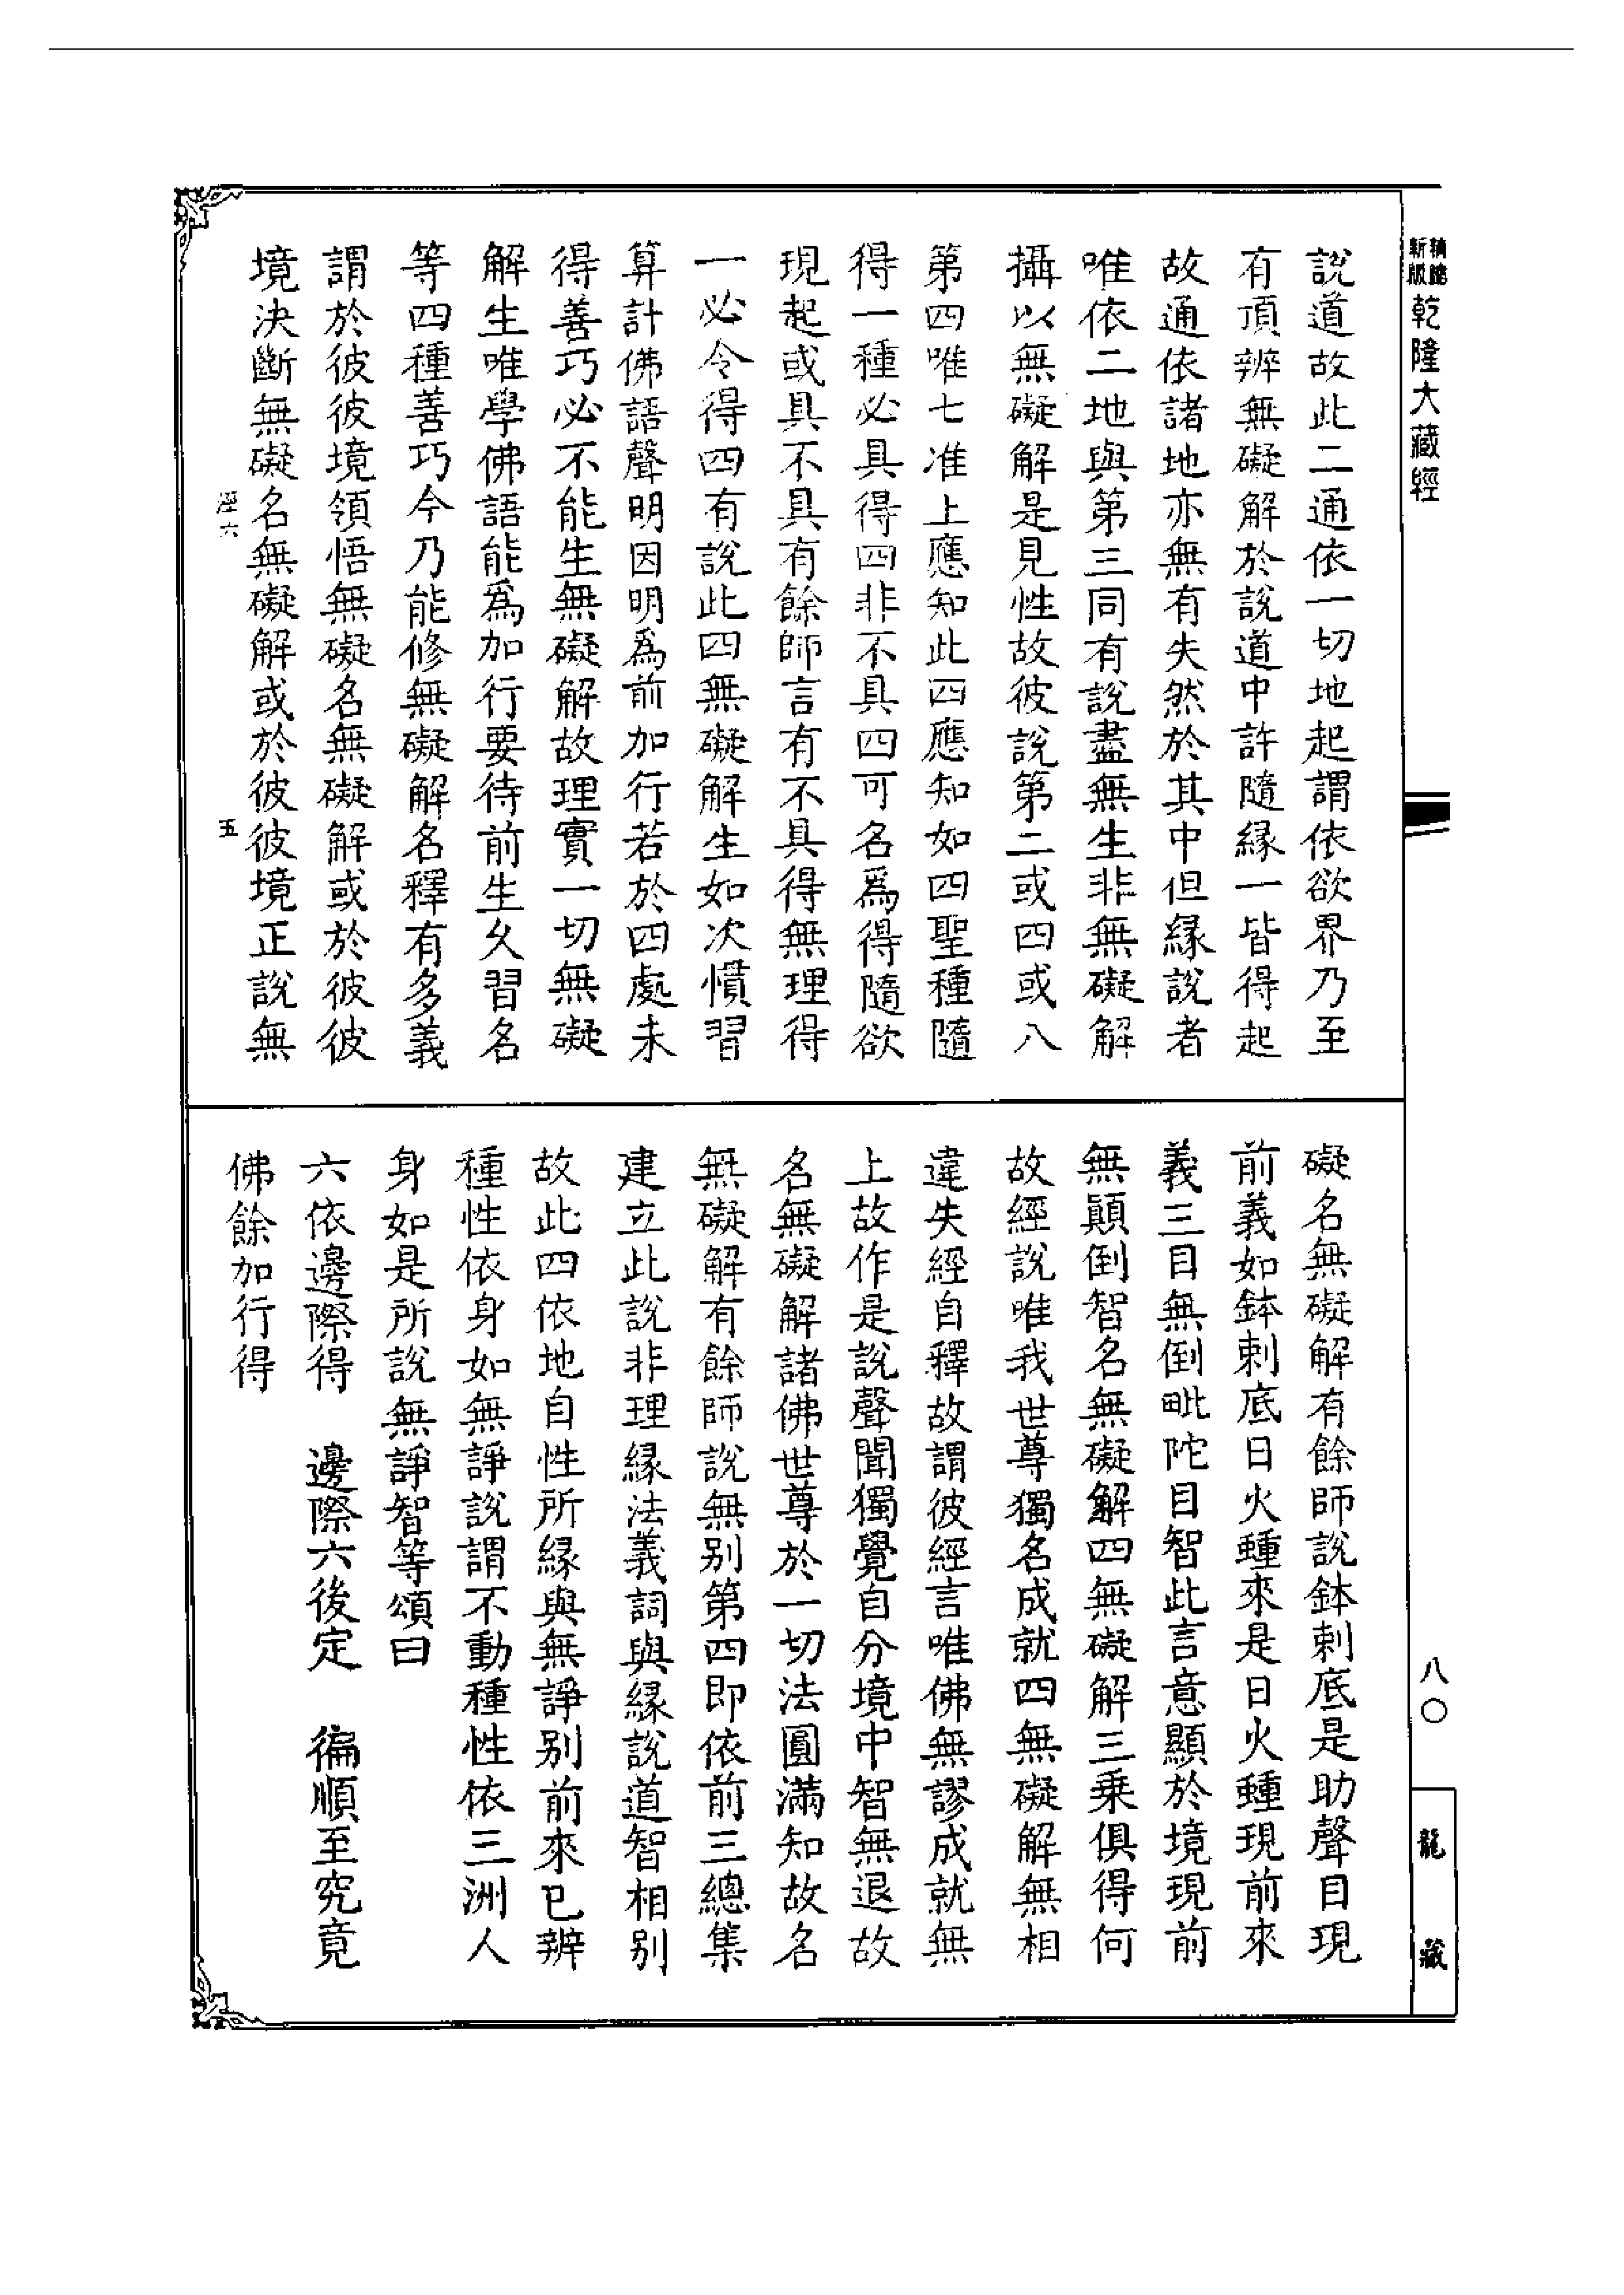 精縮新版
乾隆大藏經
說道故此二通依一切地起謂依欲界乃至
有頂辨無礙解於說道中許隨緣一皆得起
故通依諸地亦無有失然於其中但緣說者
唯依二地與第三同有說盡無生非無礙解
攝以無礙解是見性故彼說第二或四或八
第四唯七准上應知此四應知如四聖種隨
得一種必具得四非不具四可名爲得隨欲
現起或具不具有餘師言有不具得無理得
一必令得四有說此四無礙解生如次慣習
算計佛語聲明因明爲前加行若於四處未
得善巧必不能生無礙解故理實一切無礙
解生唯學佛語能爲加行要待前生久習名
等四種善巧今乃能修無礙解名釋有多義
謂於彼彼境領悟無礙名無礙解或於彼彼
境決斷無礙名無礙解或於彼彼境正說無
六
五
礙名無礙解有餘師說鉢剌底是助聲目現
前義如鉢剌底日火蝩來是日火蝩現前來
義三目無倒毗陀目智此言意顯於境現前
無顛倒智名無礙解四無礙解三乗俱得何
故經說唯我世尊獨名成就四無礙解無相
違失經自釋故謂彼經言唯佛無謬成就無
上故作是說聲聞獨覺自分境中智無退故
名無礙解諸佛世尊於一切法圓滿知故名
無礙解有餘師說無别第四即依前三總集
建立此說非理緣法義詞與緣說道智相别
故此四依地自性所緣與無諍别前來已辨
種性依身如無諍說謂不動種性依三洲人
身如是所說無諍智等頌曰
六依邊際得　邊際六後定　徧順至究竟
佛餘加行得
八〇
龍藏